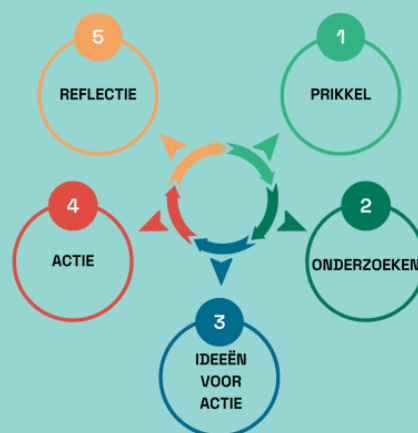 1
PRIKKEL
2
ONDERZOEKEN
3
IDEEËN
VOOR
ACTIE
4
ACTIE
5
REFLECTIE